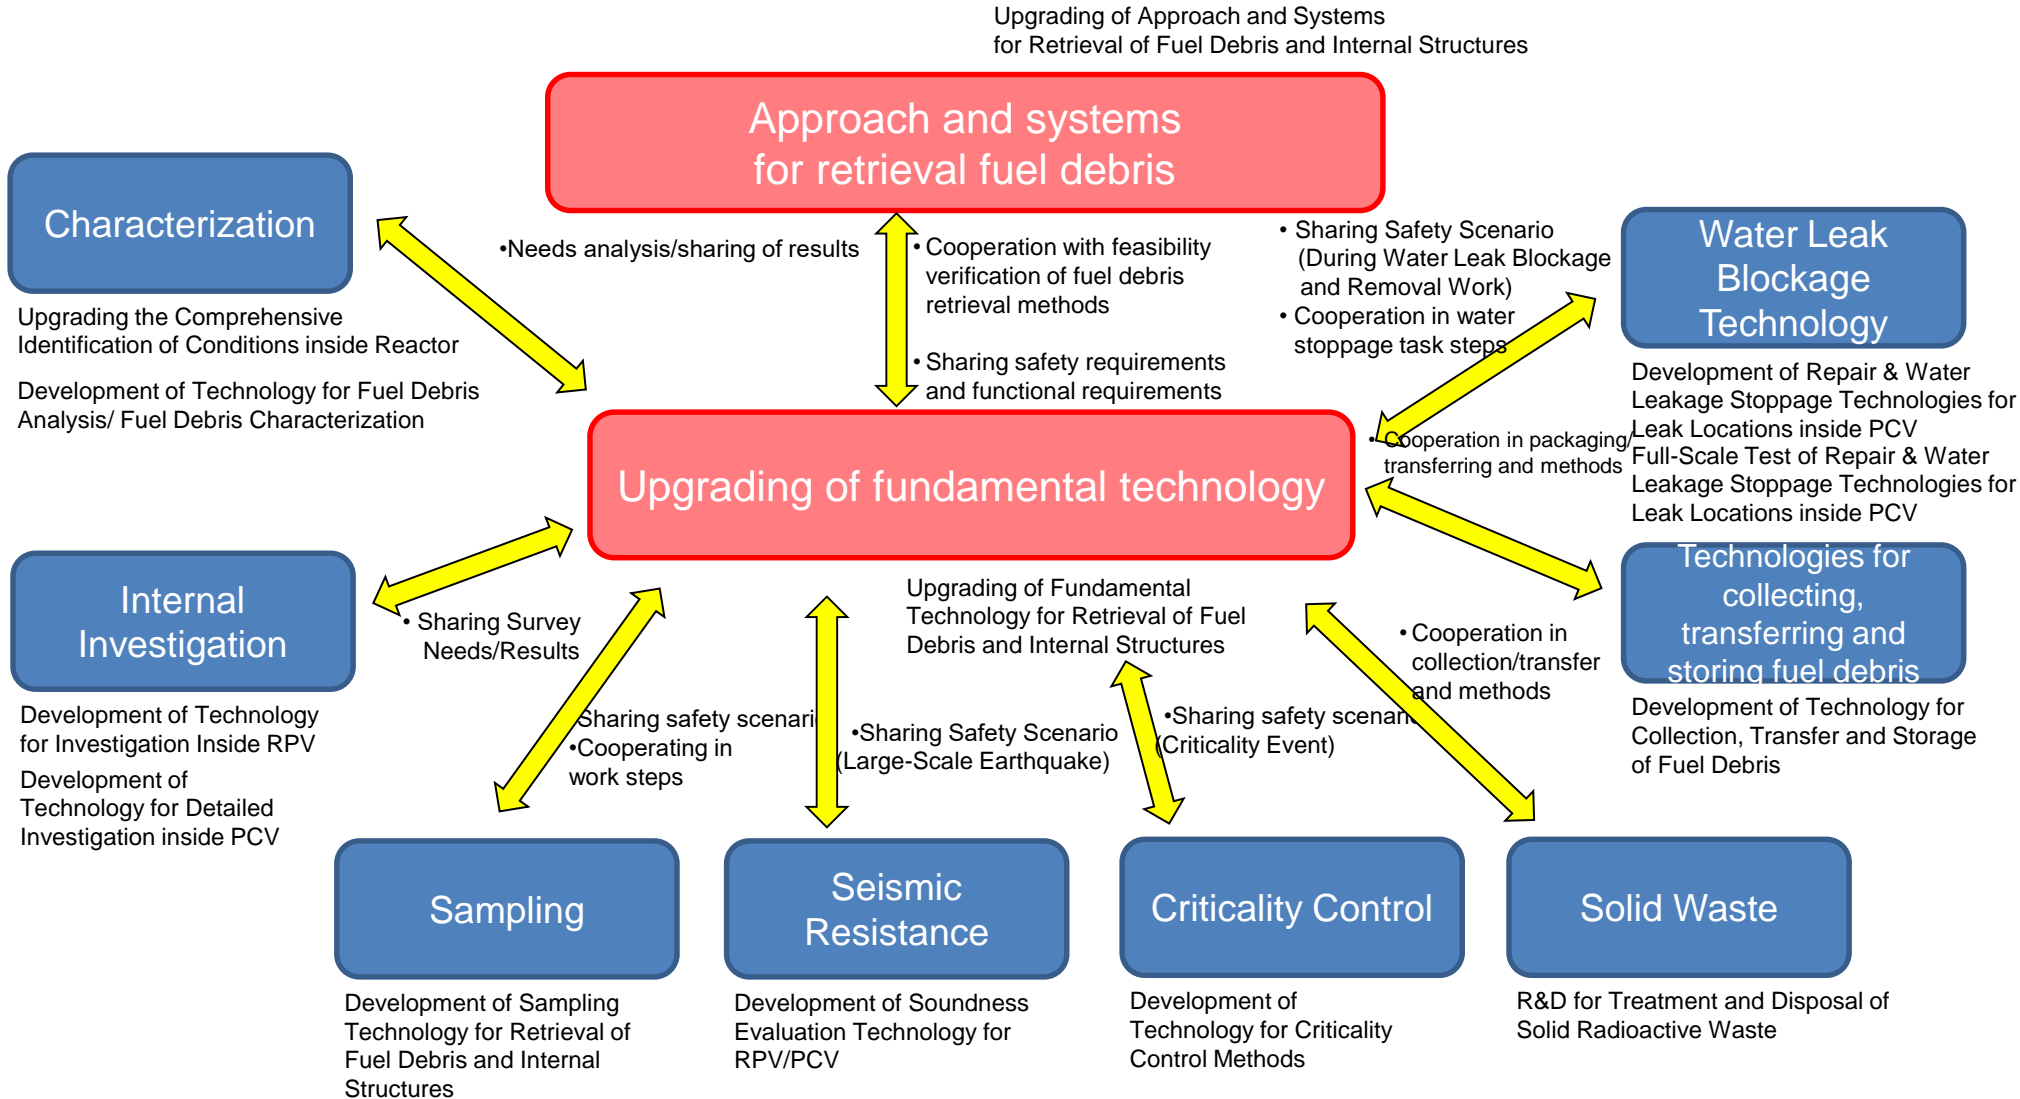 Upgrading of Approach and Systems
for Retrieval of Fuel Debris and Internal Structures
Approach and systems
for retrieval fuel debris
Characterization
Upgrading the Comprehensive
Identification of Conditions inside Reactor
Development of Technology for Fuel Debris
Analysis/ Fuel Debris Characterization
•Needs analysis/sharing of results
• Cooperation with feasibility
verification of fuel debris
retrieval methods
• Sharing safety requirements
and functional requirements
• Sharing Safety Scenario
(During Water Leak Blockage
and Removal Work)
• Cooperation in water
stoppage task steps
Water Leak
Blockage
Technology
Development of Repair & Water
Leakage Stoppage Technologies for
Leak Locations inside PCV
Full-Scale Test of Repair & Water
Leakage Stoppage Technologies for
Leak Locations inside PCV
• Cooperation in packaging/
transferring and methods
Upgrading of fundamental technology
Upgrading of Fundamental
Technology for Retrieval of Fuel
Debris and Internal Structures
Internal
Investigation
Development of Technology
for Investigation Inside RPV
Development of
Technology for Detailed
Investigation inside PCV
• Sharing Survey
Needs/Results
Technologies for
collecting,
transferring and
storing fuel debris
Development of Technology for
Collection, Transfer and Storage
of Fuel Debris
• Cooperation in
collection/transfer
and methods
Sharing safety scenario
•Cooperating in
work steps
•Sharing Safety Scenario
(Large-Scale Earthquake)
•Sharing safety scenario
(Criticality Event)
Sampling
Development of Sampling
Technology for Retrieval of
Fuel Debris and Internal
Structures
Seismic
Resistance
Development of Soundness
Evaluation Technology for
RPV/PCV
Criticality Control
Development of
Technology for Criticality
Control Methods
Solid Waste
R&D for Treatment and Disposal of
Solid Radioactive Waste